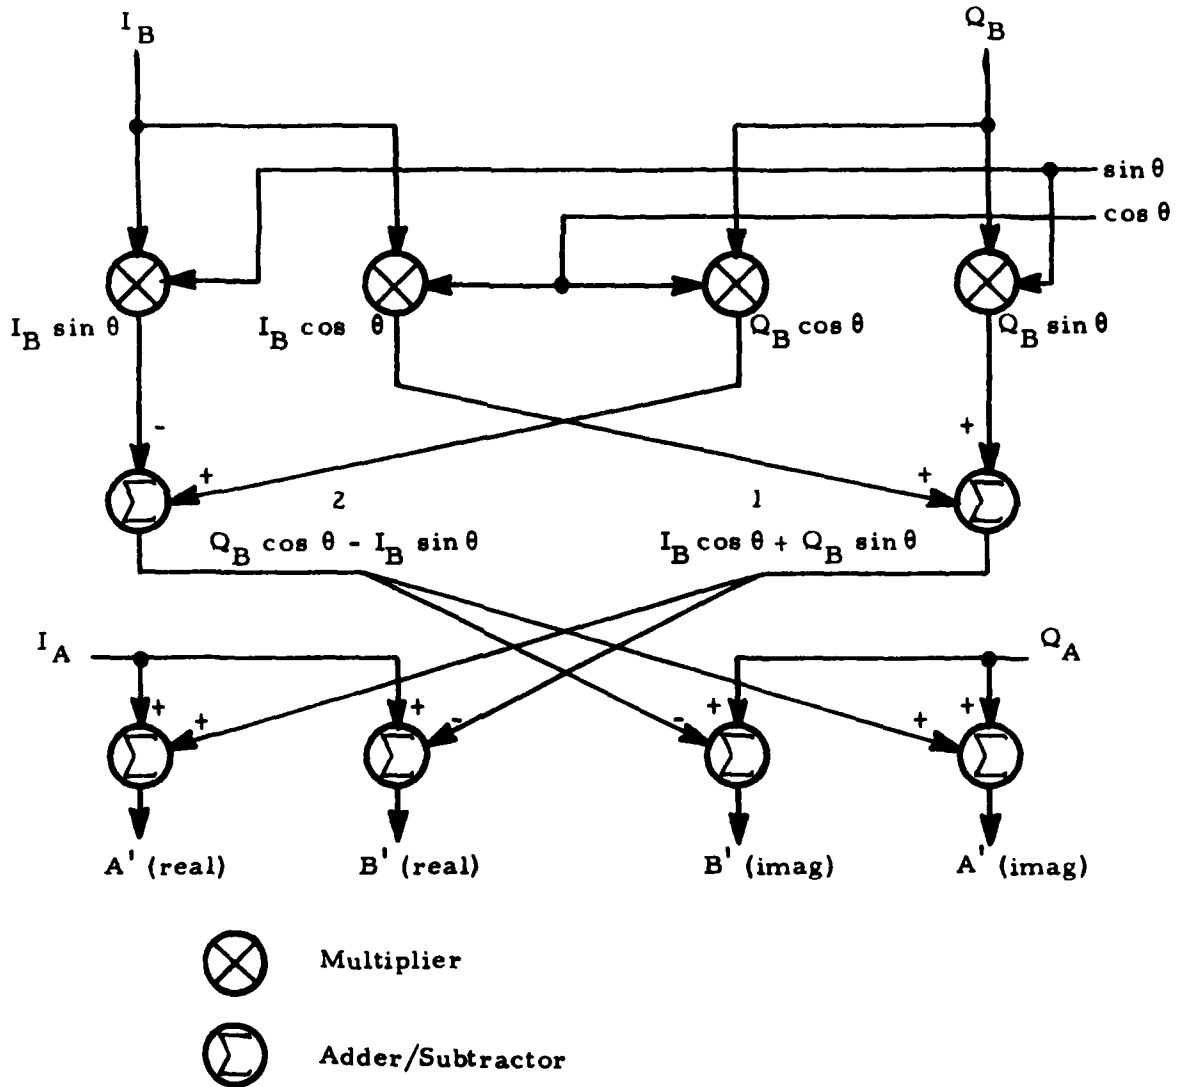 I_B Q_B
sin θ
cos θ
I_B sin θ I_B cos θ Q_B cos θ Q_B sin θ
- +
+ +
2 1
Q_B cos θ - I_B sin θ I_B cos θ + Q_B sin θ
I_A Q_A
+ + + - - + + +
Σ Σ Σ Σ
A' (real) B' (real) B' (imag) A' (imag)
Multiplier
Σ Adder/Subtractor